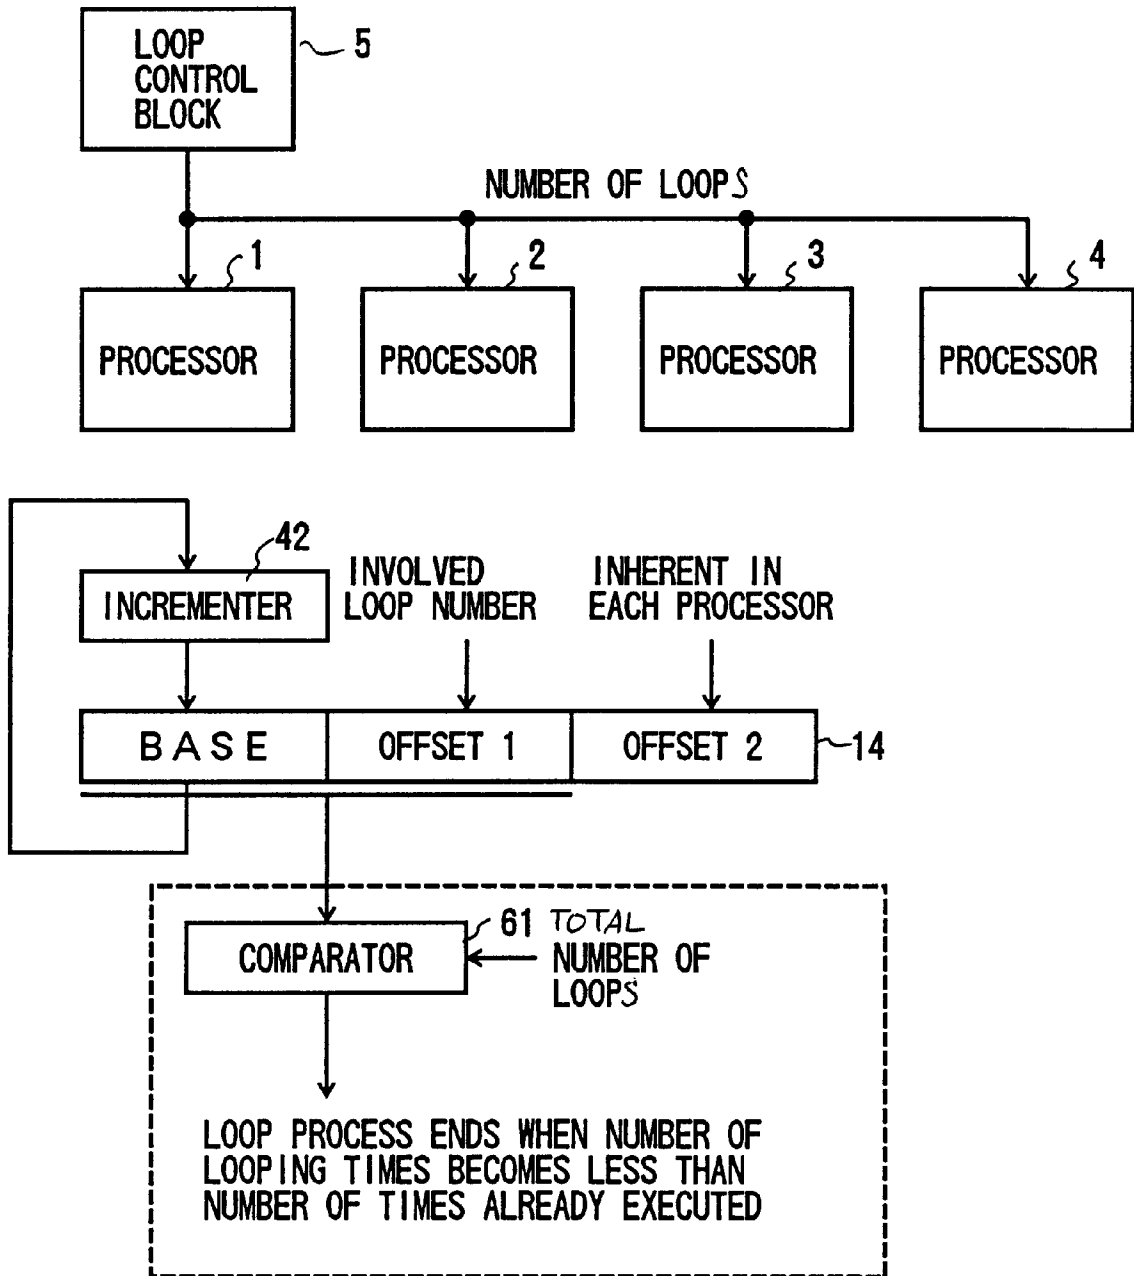 LOOP
CONTROL
BLOCK
5
NUMBER OF LOOPS
1
2
3
4
PROCESSOR
PROCESSOR
PROCESSOR
PROCESSOR
42
INCREMENTER
INVOLVED
LOOP NUMBER
INHERENT IN
EACH PROCESSOR
BASE
OFFSET 1
OFFSET 2
14
COMPARATOR
61
TOTAL
NUMBER OF
LOOPS
LOOP PROCESS ENDS WHEN NUMBER OF
LOOPING TIMES BECOMES LESS THAN
NUMBER OF TIMES ALREADY EXECUTED